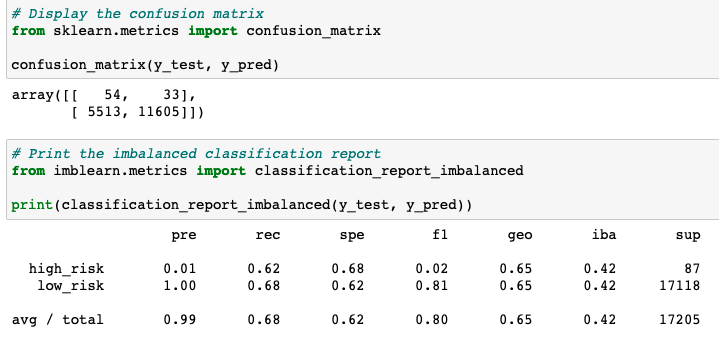 # Display the confusion matrix
from sklearn.metrics import confusion_matrix
confusion_matrix(y_test, y_pred)
array([[   54,    33],
       [ 5513, 11605]])
# Print the imbalanced classification report
from imblearn.metrics import classification_report_imbalanced
print(classification_report_imbalanced(y_test, y_pred))
                   pre       rec       spe        f1       geo       iba       sup
  high_risk       0.01      0.62      0.68      0.02      0.65      0.42        87
   low_risk       1.00      0.68      0.62      0.81      0.65      0.42     17118
avg / total       0.99      0.68      0.62      0.80      0.65      0.42     17205